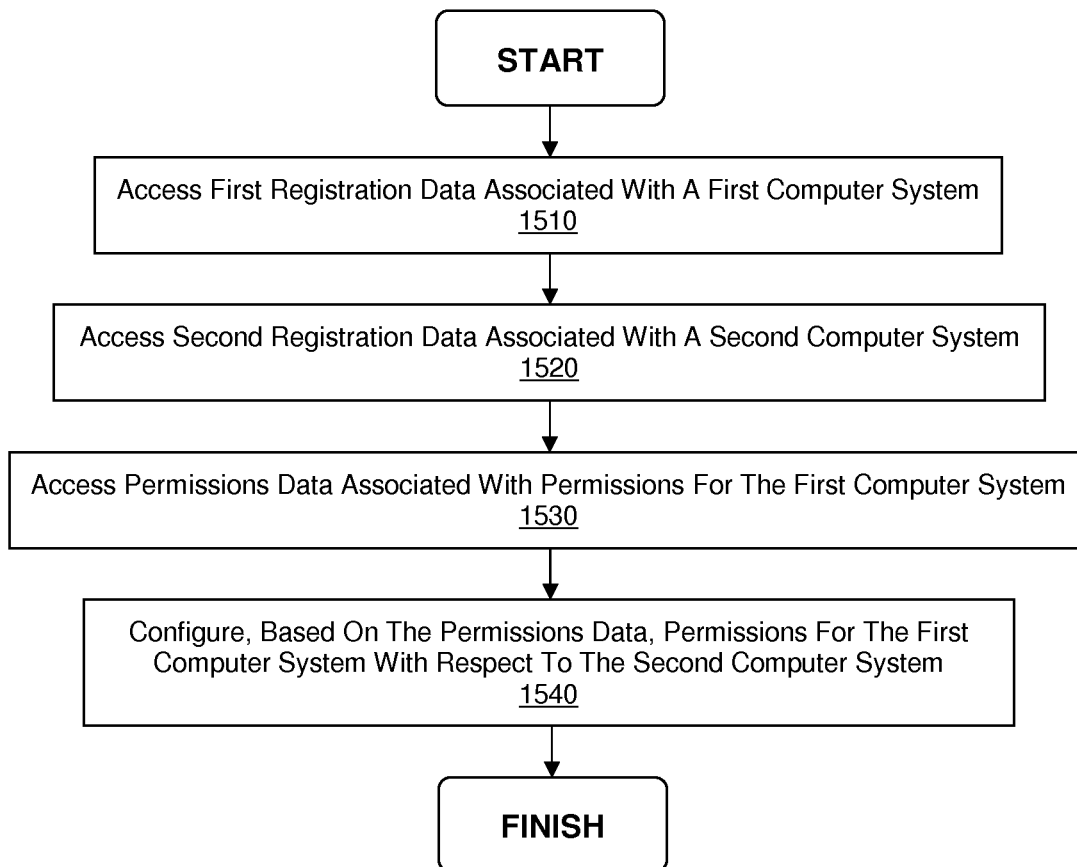 START
Access First Registration Data Associated With A First Computer System
1510
Access Second Registration Data Associated With A Second Computer System
1520
Access Permissions Data Associated With Permissions For The First Computer System
1530
Configure, Based On The Permissions Data, Permissions For The First
Computer System With Respect To The Second Computer System
1540
FINISH